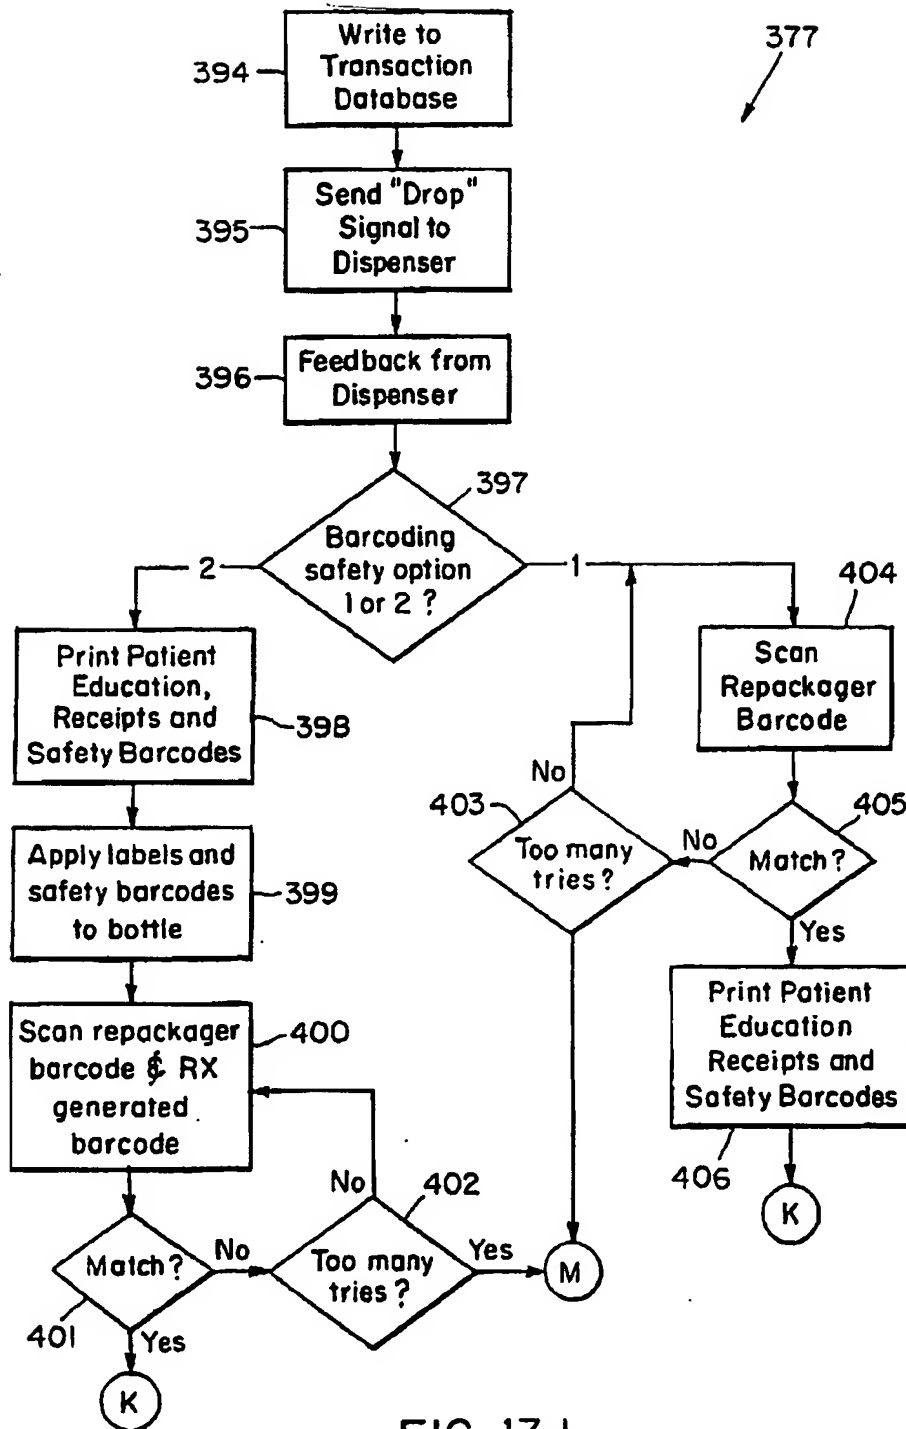 377
394
Write to
Transaction
Database
395
Send "Drop"
Signal to
Dispenser
396
Feedback from
Dispenser
397
Barcoding
safety option
1 or 2 ?
2
1
Print Patient
Education,
Receipts and
Safety Barcodes
398
Apply labels and
safety barcodes
to bottle
399
Scan repackager
barcode & RX
generated
barcode
400
Match?
401
No
Yes
K
Too many
tries?
402
No
Yes
M
404
Scan
Repackager
Barcode
405
Match?
No
Yes
403
Too many
tries?
No
Print Patient
Education
Receipts and
Safety Barcodes
406
K